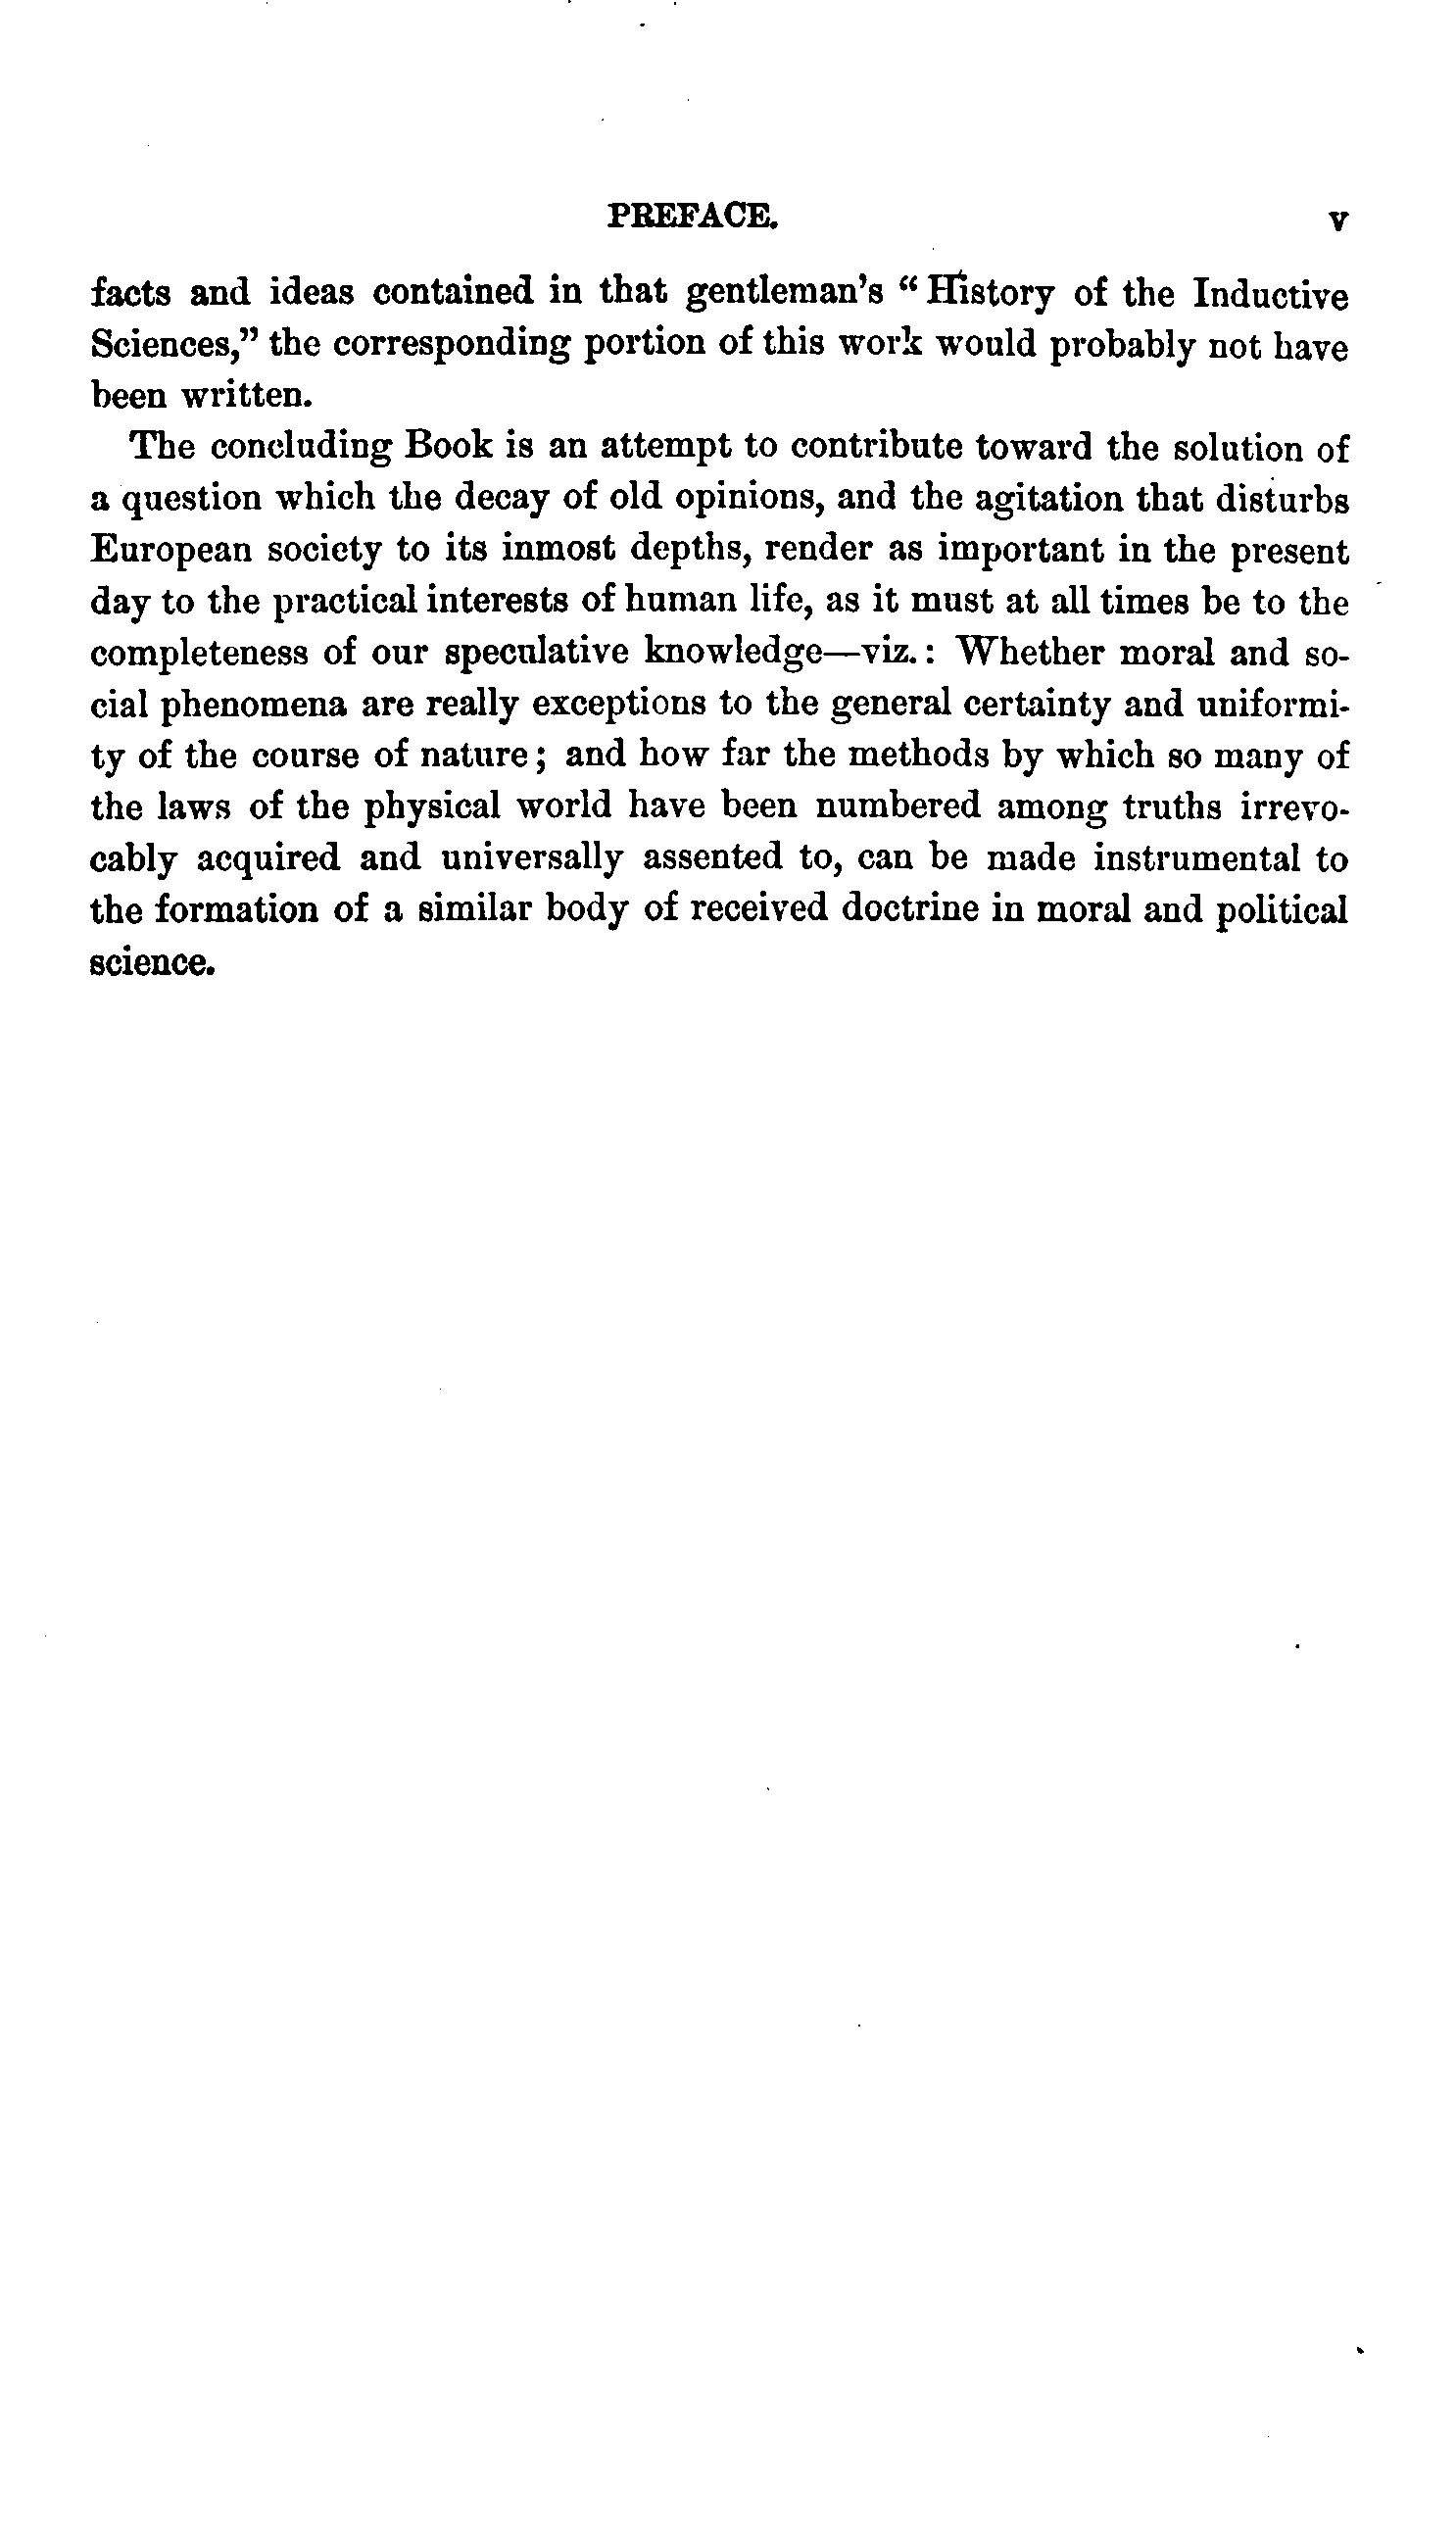 PREFACE. v
facts and ideas contained in that gentleman's “History of the Inductive
Sciences,” the corresponding portion of this work would probably not have
been written.
The concluding Book is an attempt to contribute toward the solution of
a question which the decay of old opinions, and the agitation that disturbs
European society to its inmost depths, render as important in the present
day to the practical interests of human life, as it must at all times be to the
completeness of our speculative knowledge—viz.: Whether moral and so-
cial phenomena are really exceptions to the general certainty and uniformi-
ty of the course of nature; and how far the methods by which so many of
the laws of the physical world have been numbered among truths irrevo-
cably acquired and universally assented to, can be made instrumental to
the formation of a similar body of received doctrine in moral and political
science.